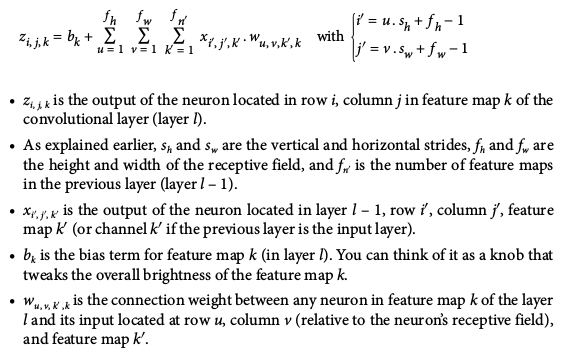 z_{i,j,k} = b_k + \sum_{u=1}^{f_h} \sum_{v=1}^{f_w} \sum_{k'=1}^{f_{n'}} x_{i',j',k'} . w_{u,v,k',k} with { i' = u . s_h + f_h − 1
j' = v . s_w + f_w − 1
• z_{i,j,k} is the output of the neuron located in row i, column j in feature map k of the
convolutional layer (layer l).
• As explained earlier, s_h and s_w are the vertical and horizontal strides, f_h and f_w are
the height and width of the receptive field, and f_{n'} is the number of feature maps
in the previous layer (layer l – 1).
• x_{i',j',k'} is the output of the neuron located in layer l – 1, row i′, column j′, feature
map k′ (or channel k′ if the previous layer is the input layer).
• b_k is the bias term for feature map k (in layer l). You can think of it as a knob that
tweaks the overall brightness of the feature map k.
• w_{u,v,k',k} is the connection weight between any neuron in feature map k of the layer
l and its input located at row u, column v (relative to the neuron's receptive field),
and feature map k′.